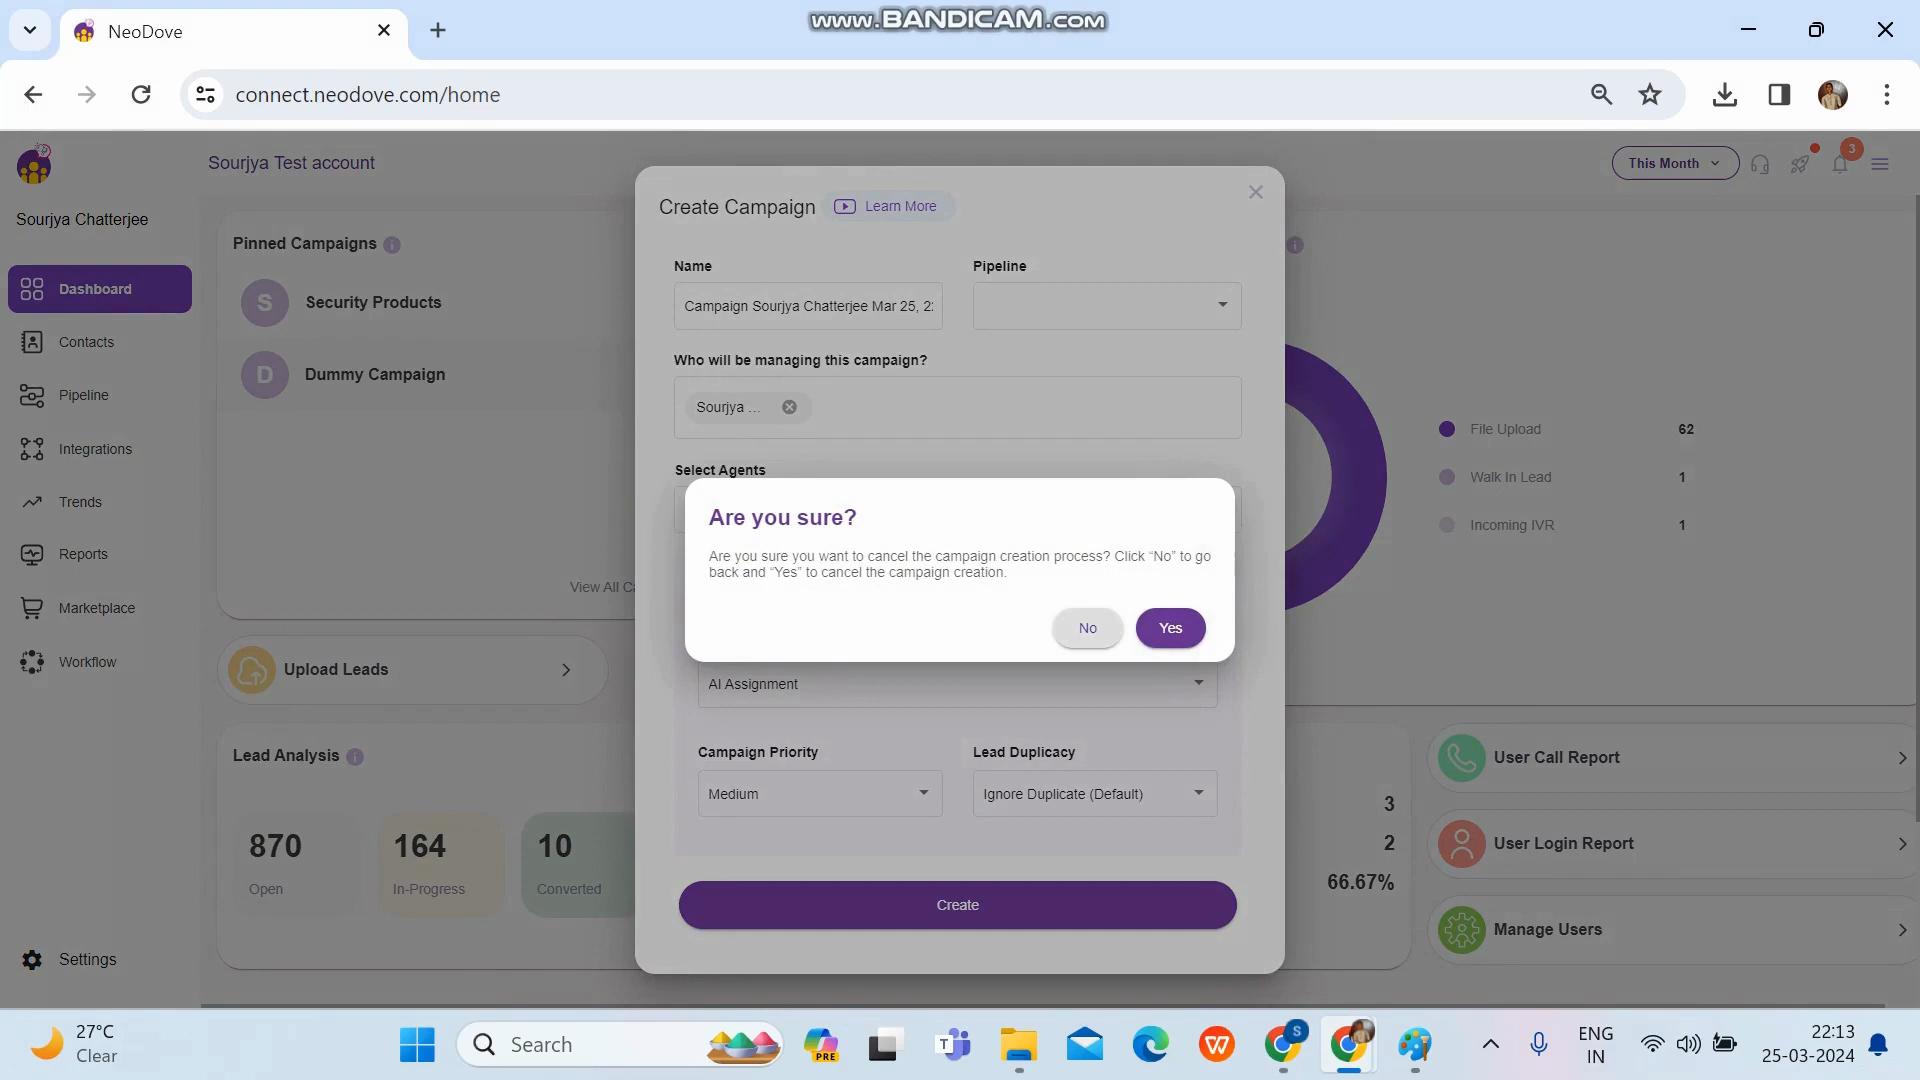 NeoDove
www.BANDICAM.com
connect.neodove.com/home
Sourjya Test account
This Month
3
Sourjya Chatterjee
Dashboard
Contacts
Pipeline
Integrations
Trends
Reports
Marketplace
Workflow
Settings
Pinned Campaigns
S
Security Products
D
Dummy Campaign
View All Ca
Upload Leads
Lead Analysis
870
Open
164
In-Progress
10
Converted
Create Campaign
Learn More
Name
Pipeline
Campaign Sourjya Chatterjee Mar 25, 2
Who will be managing this campaign?
Sourjya ...
Select Agents
Are you sure?
Are you sure you want to cancel the campaign creation process? Click “No” to go
back and “Yes” to cancel the campaign creation.
No
Yes
AI Assignment
Campaign Priority
Lead Duplicacy
Medium
Ignore Duplicate (Default)
Create
File Upload 62
Walk In Lead 1
Incoming IVR 1
3
2
66.67%
User Call Report
User Login Report
Manage Users
27°C
Clear
Search
PRE
T
W
S
ENG
IN
22:13
25-03-2024